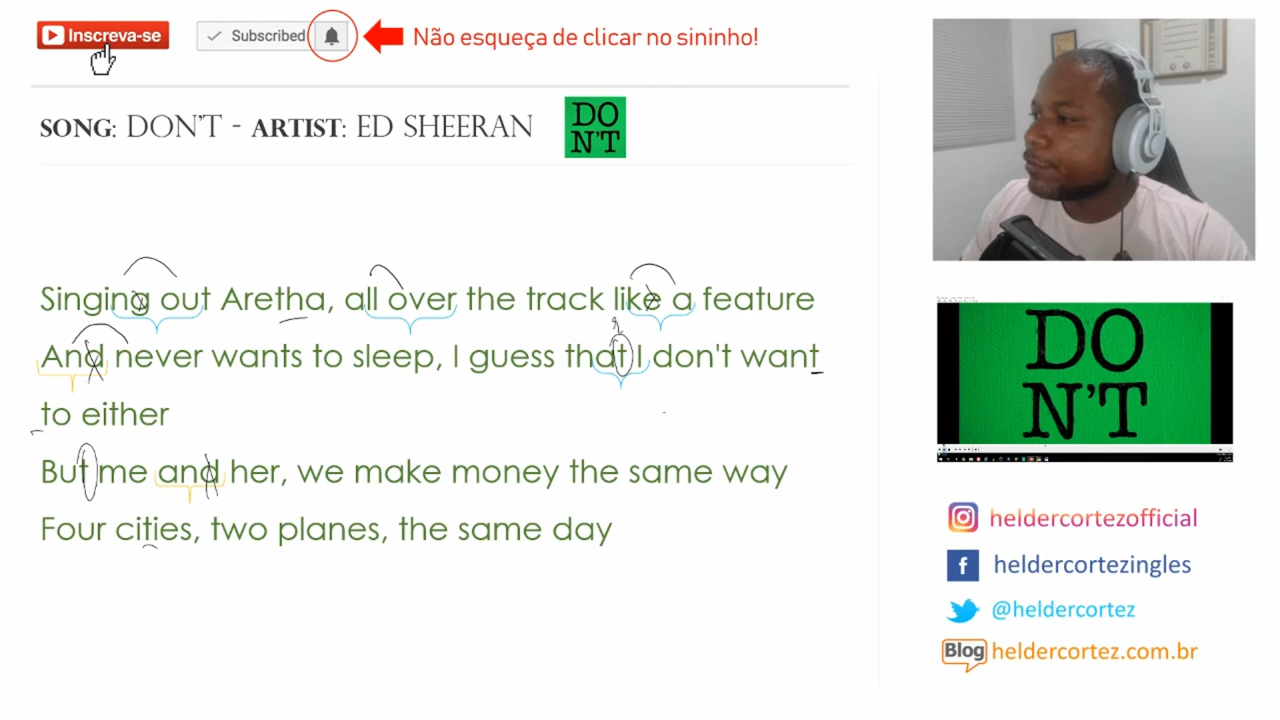 Inscreva-se
Subscribed
Não esqueça de clicar no sininho!
SONG: DON'T - ARTIST: ED SHEERAN
DO
N'T
Singing out Aretha, all over the track like a feature
And never wants to sleep, I guess that I don't want
to either
But me and her, we make money the same way
Four cities, two planes, the same day
DO
N'T
heldercortezofficial
heldercortezingles
@heldercortez
Blog heldercortez.com.br